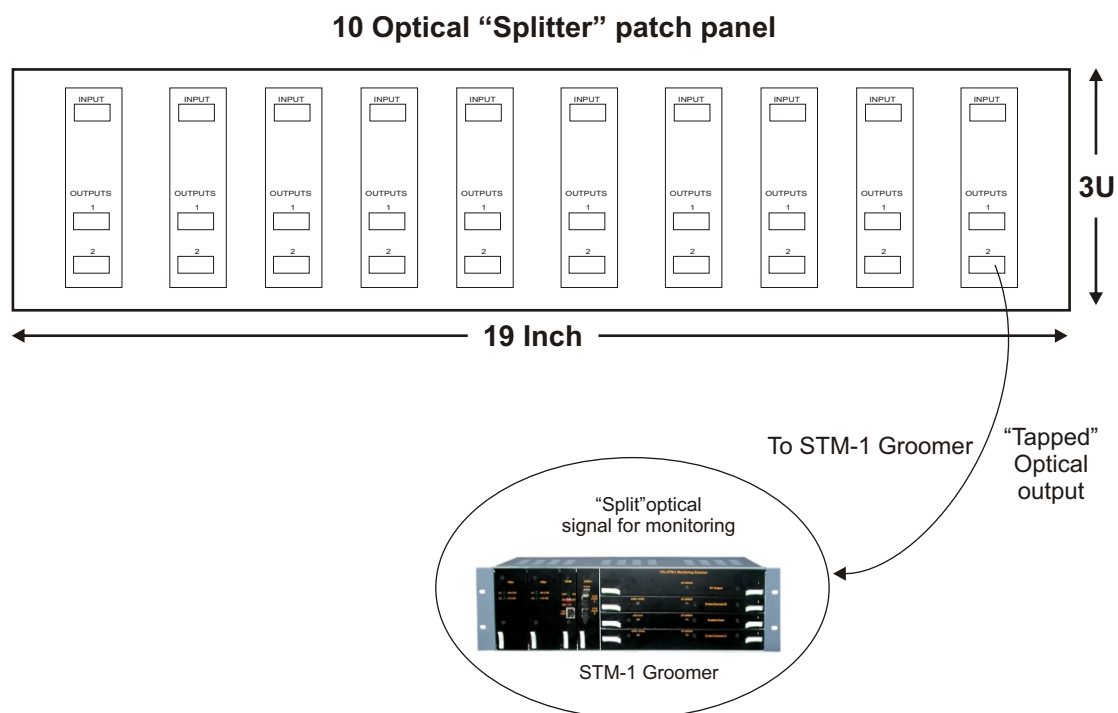 10 Optical “Splitter” patch panel
INPUT INPUT INPUT INPUT INPUT INPUT INPUT INPUT INPUT INPUT
OUTPUTS OUTPUTS OUTPUTS OUTPUTS OUTPUTS OUTPUTS OUTPUTS OUTPUTS OUTPUTS OUTPUTS
1 1 1 1 1 1 1 1 1 1
2 2 2 2 2 2 2 2 2 2
3U
19 Inch
To STM-1 Groomer
“Tapped”
Optical
output
“Split”optical
signal for monitoring
STM-1 Groomer